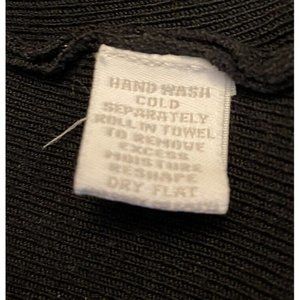 HAND WASH
COLD
SEPARATELY
ROLL IN TOWEL
TO REMOVE
EXCESS
MOISTURE
RESHAPE
DRY FLAT